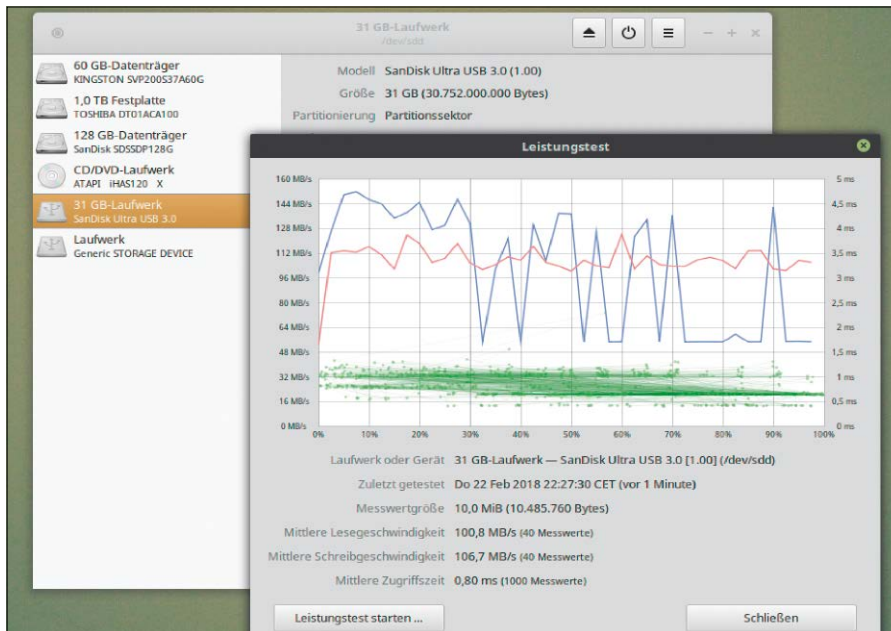 31 GB-Laufwerk
/dev/sdd
60 GB-Datenträger
KINGSTON SVP200S37A60G
1,0 TB Festplatte
TOSHIBA DT01ACA100
128 GB-Datenträger
SanDisk SDSSDP128G
CD/DVD-Laufwerk
ATAPI iHAS120 X
31 GB-Laufwerk
SanDisk Ultra USB 3.0
Laufwerk
Generic STORAGE DEVICE
Modell SanDisk Ultra USB 3.0 (1.00)
Größe 31 GB (30.752.000.000 Bytes)
Partitionierung Partitionssektor
Leistungstest
160 MB/s 5 ms
144 MB/s 4,5 ms
128 MB/s 4 ms
112 MB/s 3,5 ms
96 MB/s 3 ms
80 MB/s 2,5 ms
64 MB/s 2 ms
48 MB/s 1,5 ms
32 MB/s 1 ms
16 MB/s 0,5 ms
0 MB/s 0 ms
0% 10% 20% 30% 40% 50% 60% 70% 80% 90% 100%
Laufwerk oder Gerät 31 GB-Laufwerk — SanDisk Ultra USB 3.0 [1.00] (/dev/sdd)
Zuletzt getestet Do 22 Feb 2018 22:27:30 CET (vor 1 Minute)
Messwertgröße 10,0 MiB (10.485.760 Bytes)
Mittlere Lesegeschwindigkeit 100,8 MB/s (40 Messwerte)
Mittlere Schreibgeschwindigkeit 106,7 MB/s (40 Messwerte)
Mittlere Zugriffszeit 0,80 ms (1000 Messwerte)
Leistungstest starten ... Schließen